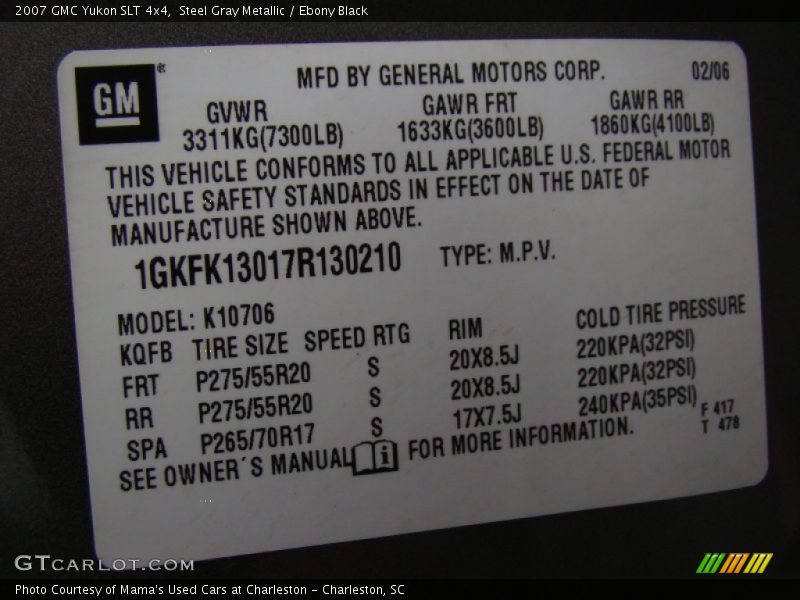 2007 GMC Yukon SLT 4x4, Steel Gray Metallic / Ebony Black
GM
®
MFD BY GENERAL MOTORS CORP. 02/06
GVWR GAWR FRT GAWR RR
3311KG(7300LB) 1633KG(3600LB) 1860KG(4100LB)
THIS VEHICLE CONFORMS TO ALL APPLICABLE U.S. FEDERAL MOTOR
VEHICLE SAFETY STANDARDS IN EFFECT ON THE DATE OF
MANUFACTURE SHOWN ABOVE.
1GKFK13017R130210 TYPE: M.P.V.
MODEL: K10706
KQFB TIRE SIZE SPEED RTG RIM COLD TIRE PRESSURE
FRT P275/55R20 S 20X8.5J 220KPA(32PSI)
RR P275/55R20 S 20X8.5J 220KPA(32PSI)
SPA P265/70R17 S 17X7.5J 240KPA(35PSI)
F 417
T 478
SEE OWNER´S MANUAL i FOR MORE INFORMATION.
GTCARLOT.COM
Photo Courtesy of Mama's Used Cars at Charleston – Charleston, SC